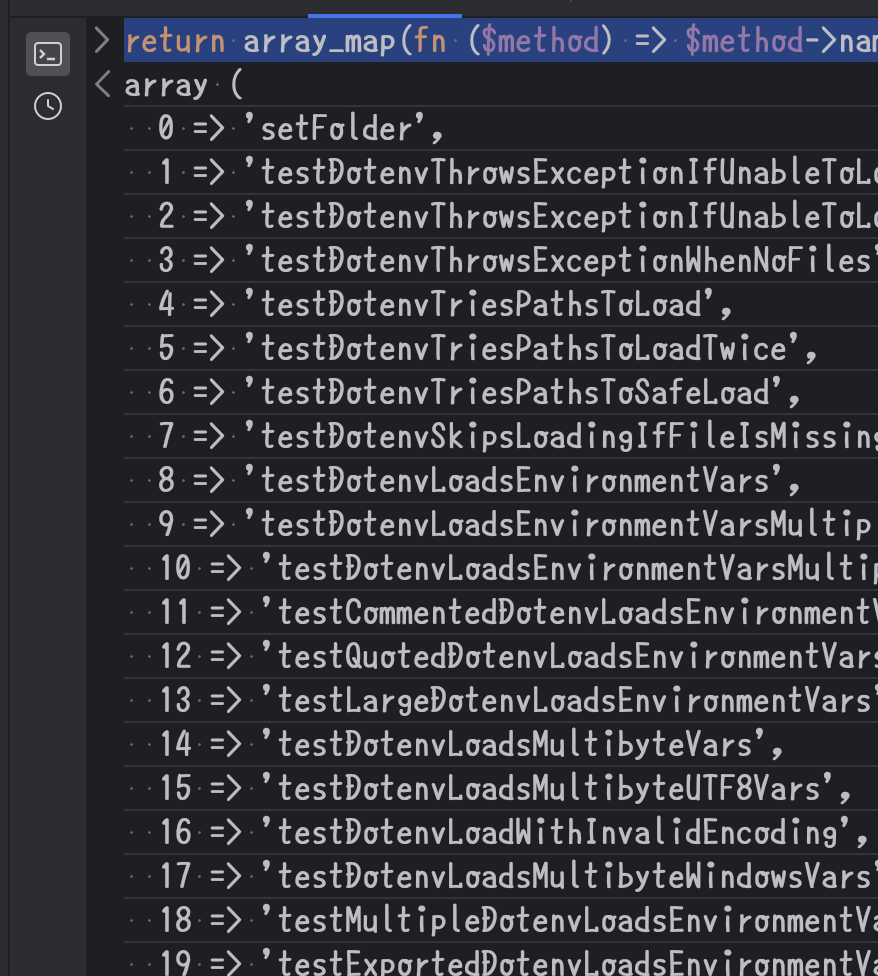 return array_map(fn ($method) => $method->nam
array (
0 => 'setFolder',
1 => 'testDotenvThrowsExceptionIfUnableToLo
2 => 'testDotenvThrowsExceptionIfUnableToLo
3 => 'testDotenvThrowsExceptionWhenNoFiles'
4 => 'testDotenvTriesPathsToLoad',
5 => 'testDotenvTriesPathsToLoadTwice',
6 => 'testDotenvTriesPathsToSafeLoad',
7 => 'testDotenvSkipsLoadingIfFileIsMissing
8 => 'testDotenvLoadsEnvironmentVars',
9 => 'testDotenvLoadsEnvironmentVarsMultip
10 => 'testDotenvLoadsEnvironmentVarsMultip
11 => 'testCommentedDotenvLoadsEnvironmentV
12 => 'testQuotedDotenvLoadsEnvironmentVars
13 => 'testLargeDotenvLoadsEnvironmentVars'
14 => 'testDotenvLoadsMultibyteVars',
15 => 'testDotenvLoadsMultibyteUTF8Vars',
16 => 'testDotenvLoadWithInvalidEncoding',
17 => 'testDotenvLoadsMultibyteWindowsVars'
18 => 'testMultipleDotenvLoadsEnvironmentVa
19 => 'testExportedDotenvLoadsEnvironmentVa